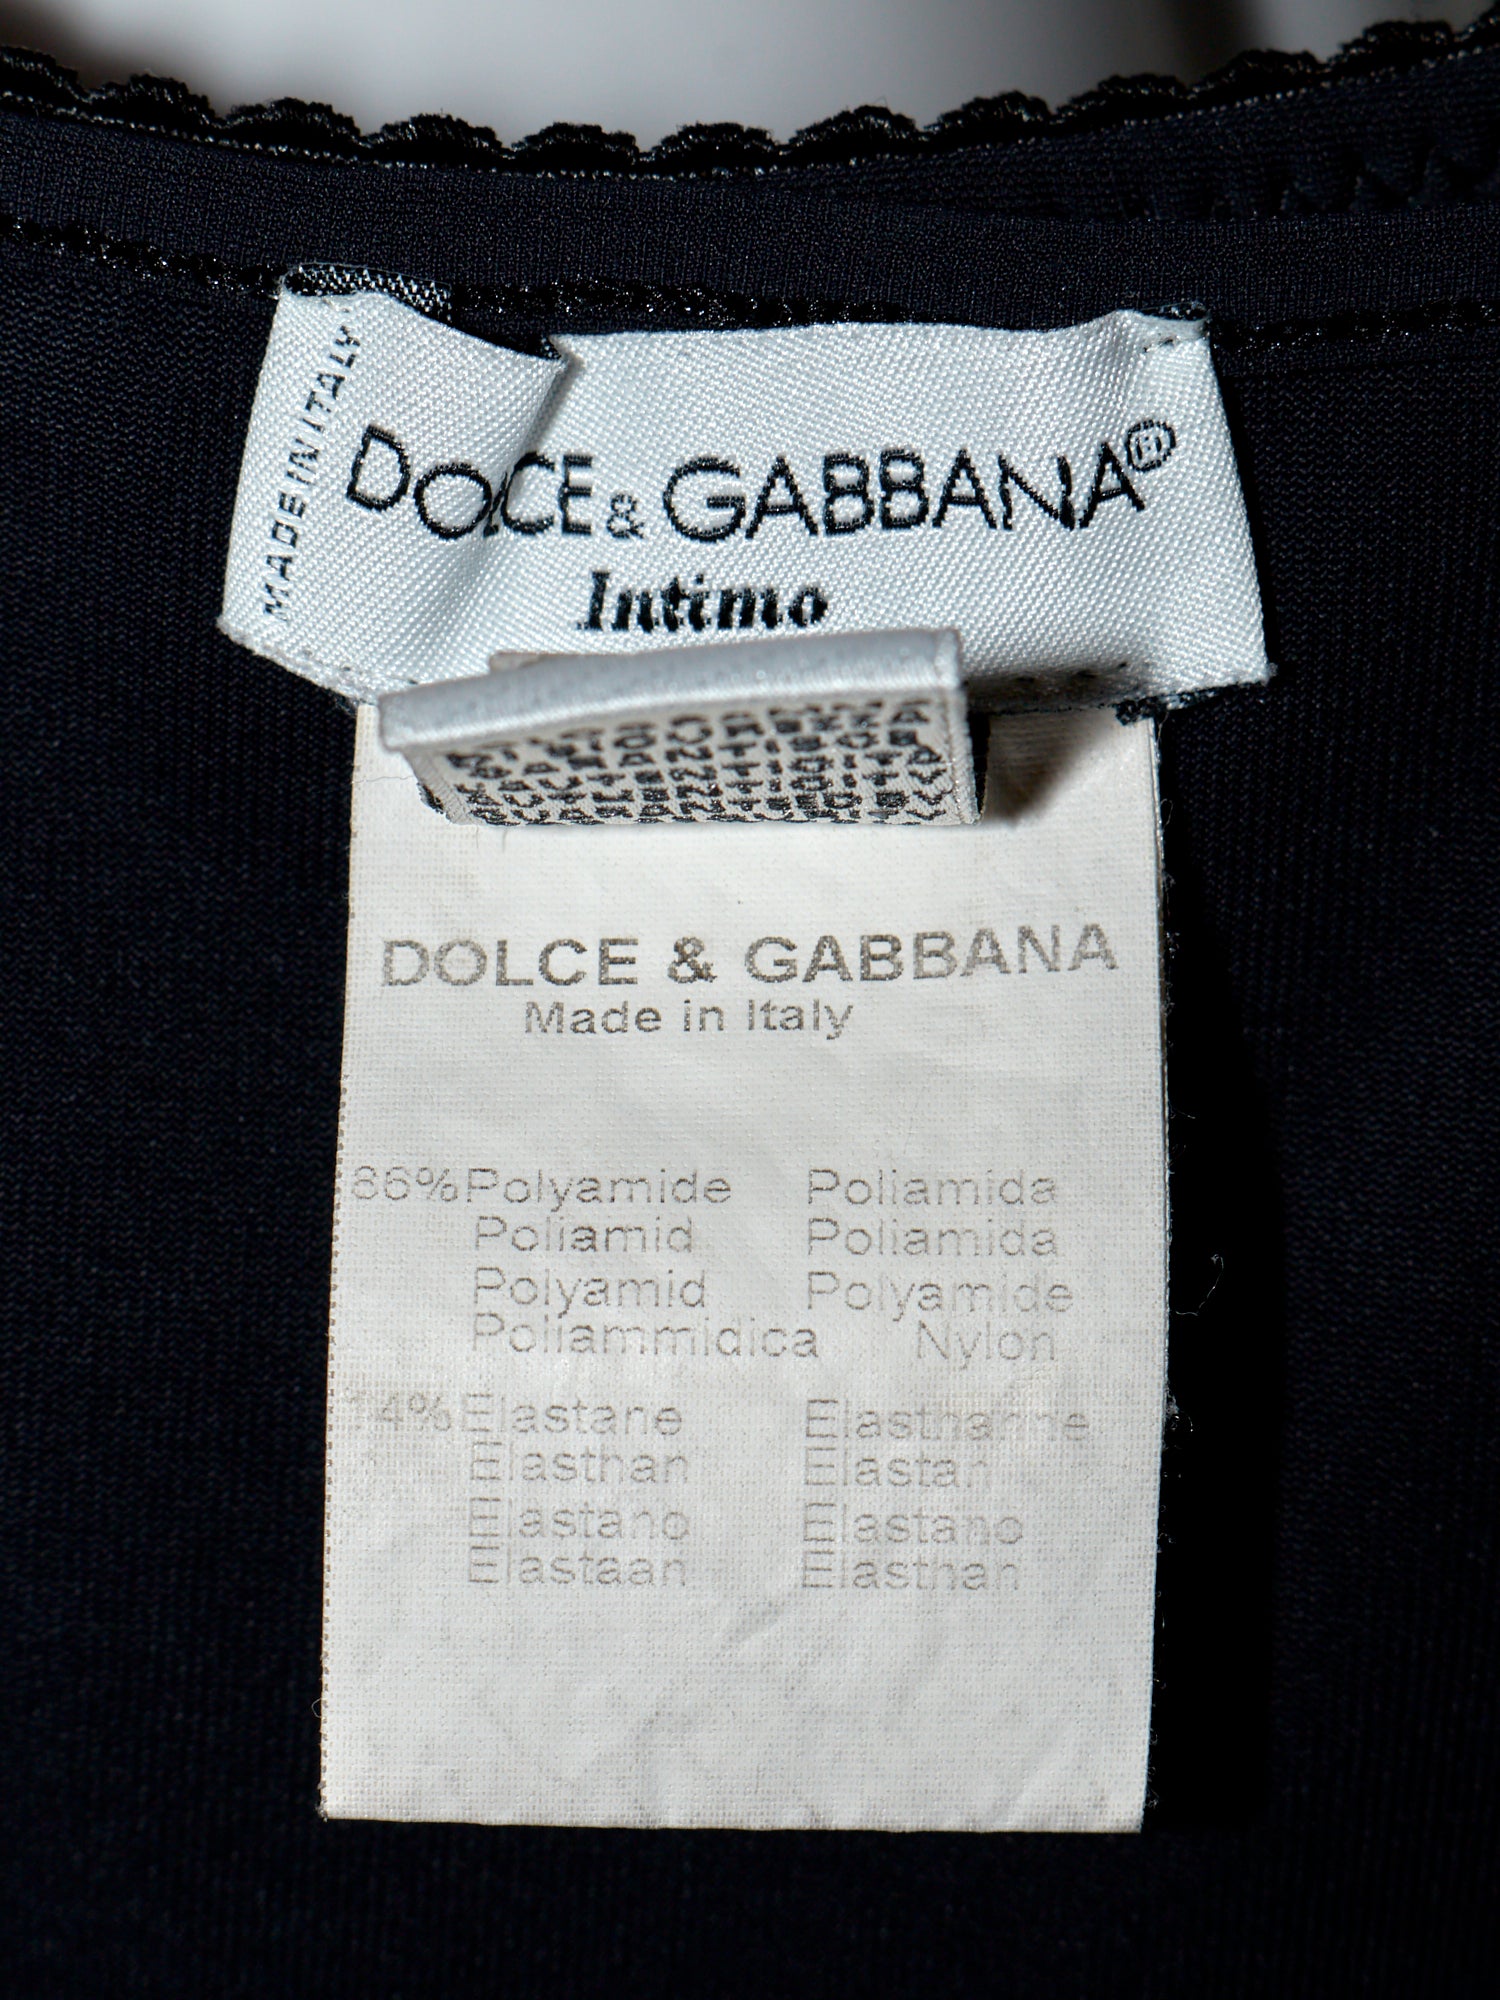 MADE IN ITALY
DOLCE & GABBANA®
Intimo
DOLCE & GABBANA
Made in Italy
86% Polyamide Poliamida
Poliamid Poliamida
Polyamid Polyamide
Poliammidica Nylon
14% Elastane Elasthanne
Elasthan Elastan
Elastano Elastano
Elastaan Elasthan